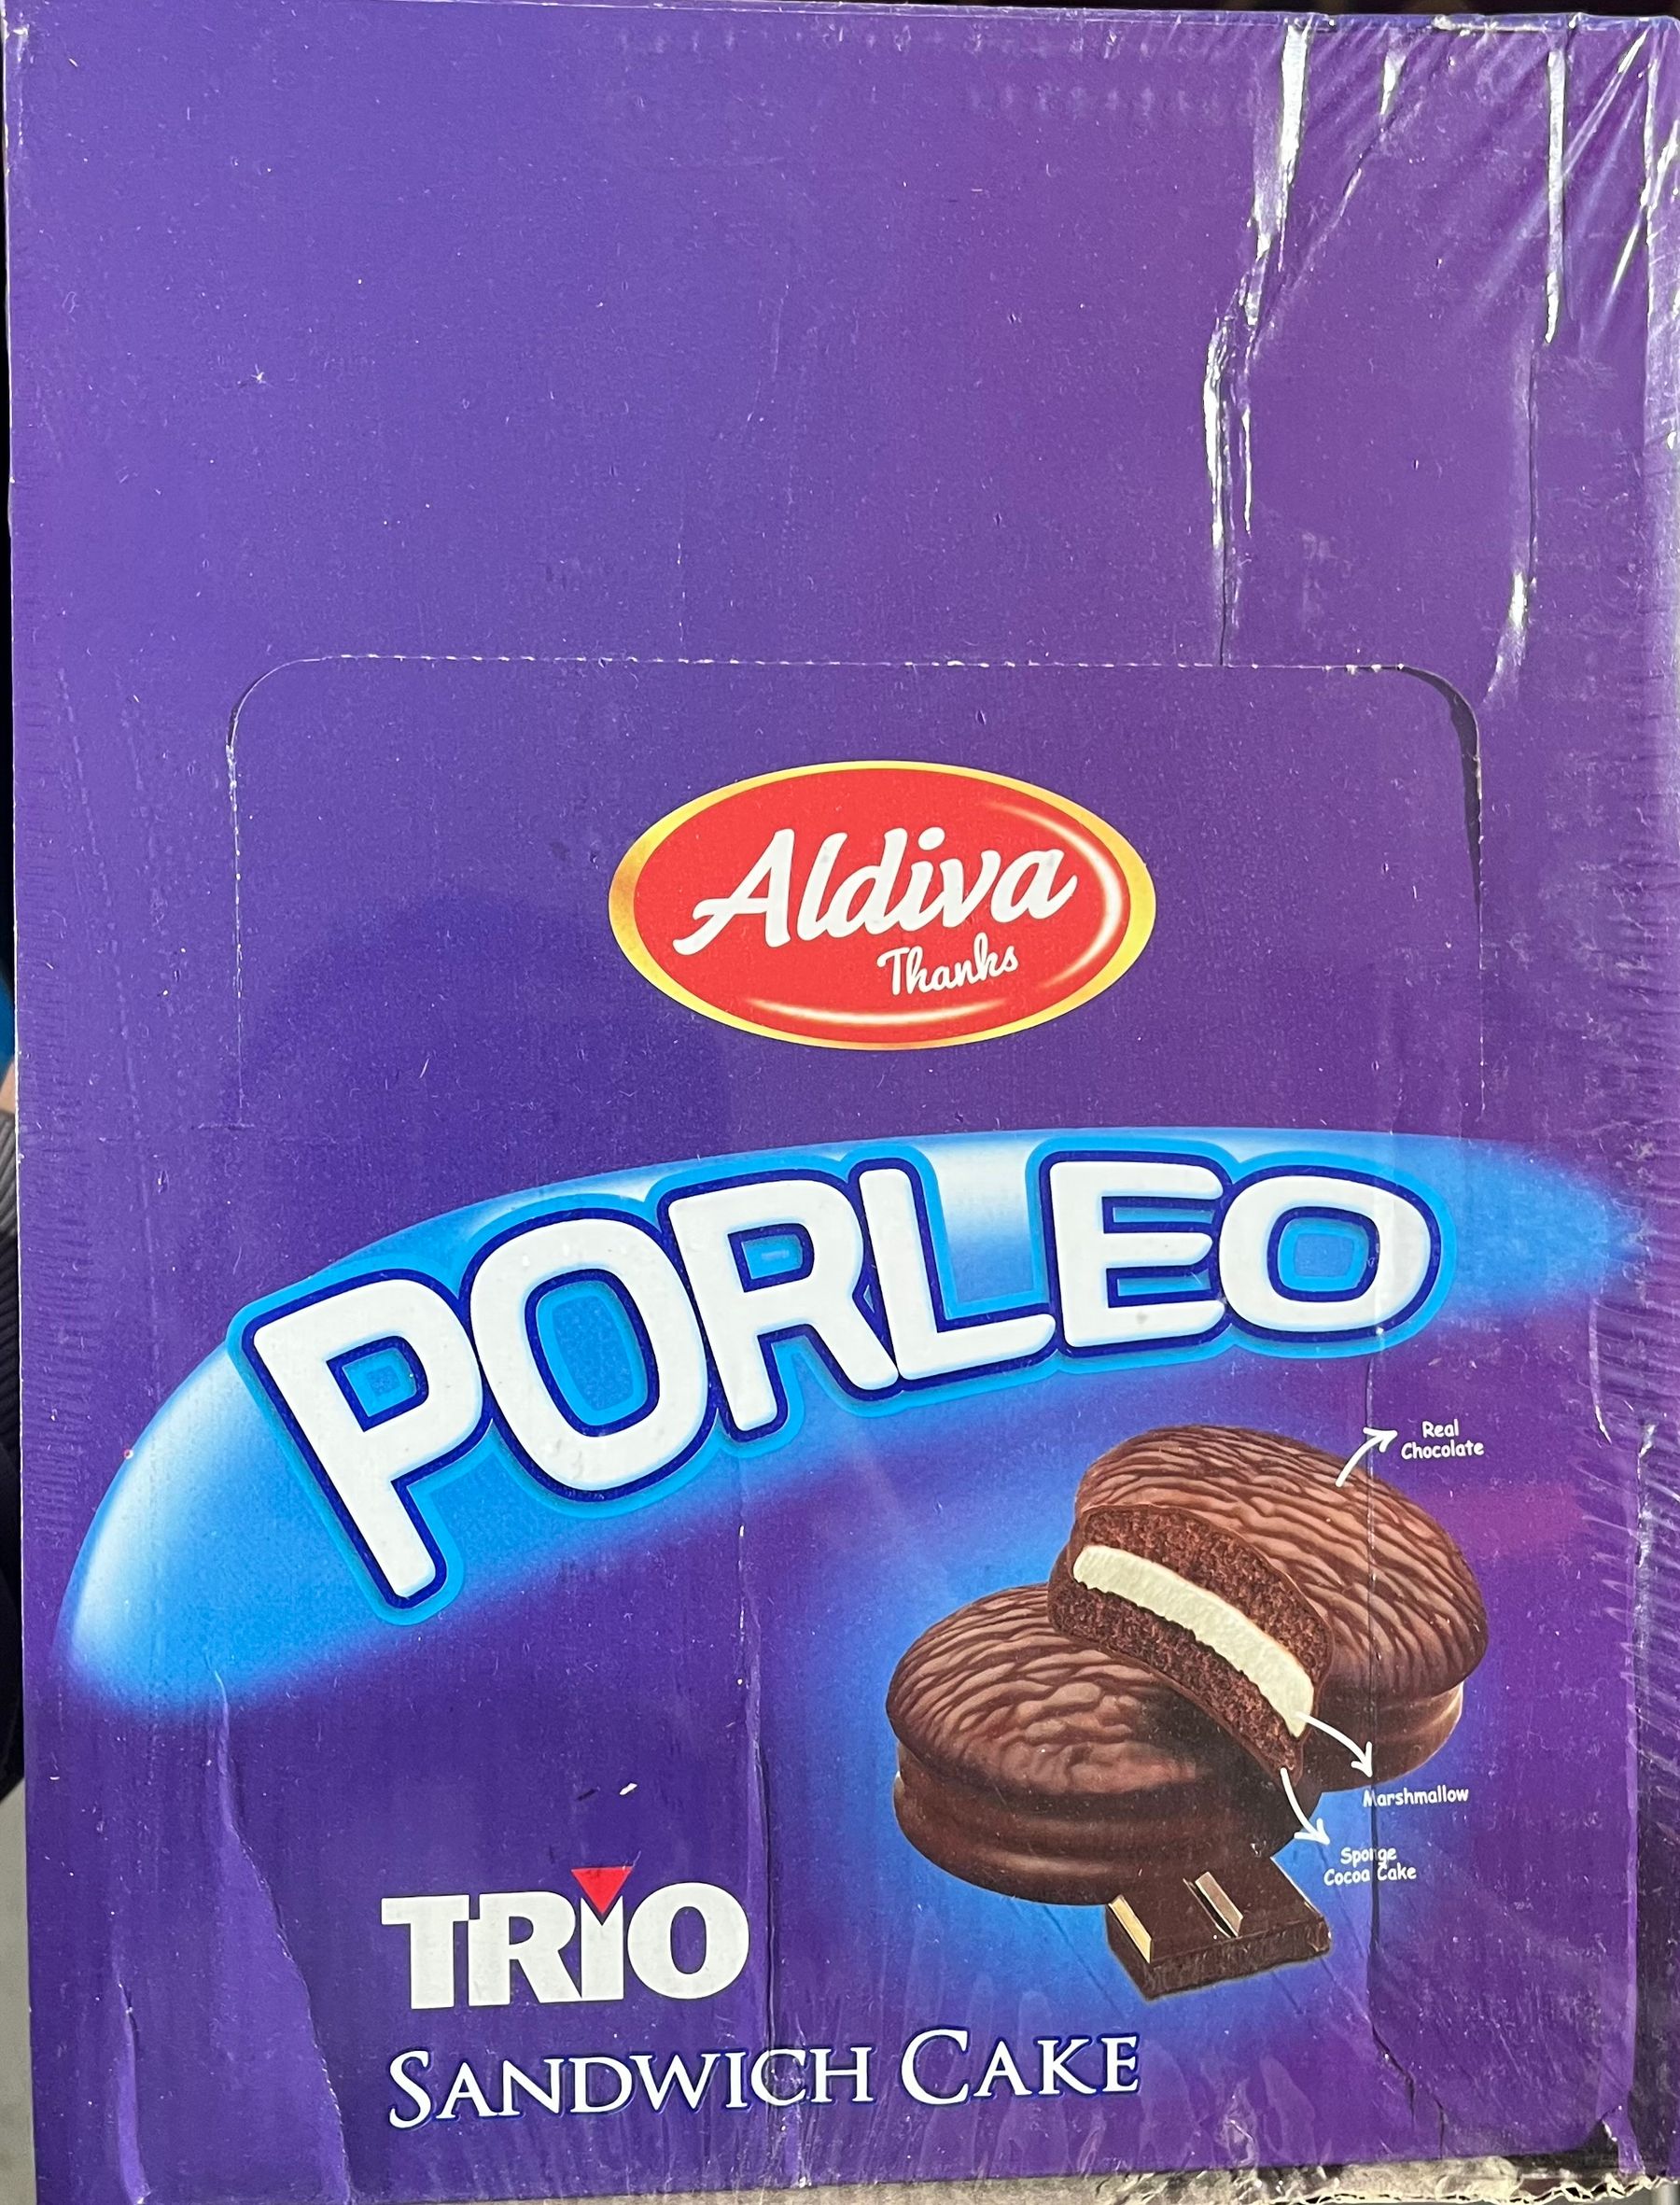 Aldiva
Thanks
PORLEO
Real
Chocolate
Marshmallow
Sponge
Cocoa Cake
TRIO
SANDWICH CAKE